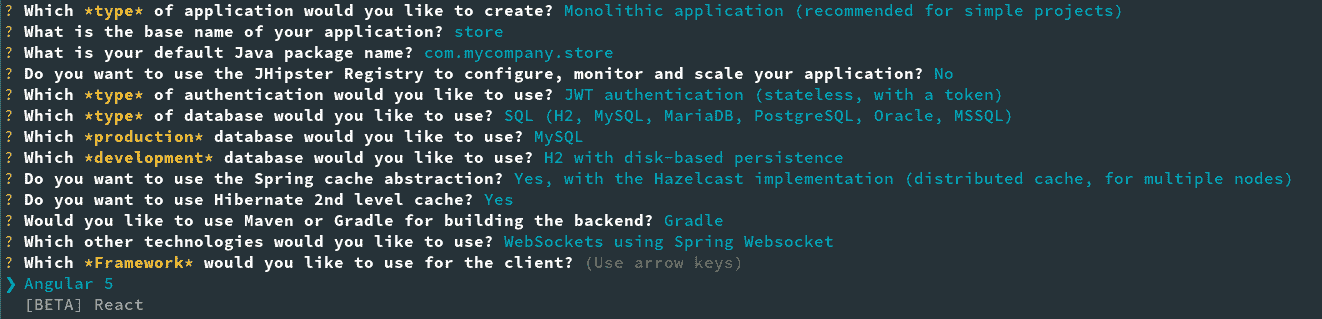 ? Which *type* of application would you like to create? Monolithic application (recommended for simple projects)
? What is the base name of your application? store
? What is your default Java package name? com.mycompany.store
? Do you want to use the JHipster Registry to configure, monitor and scale your application? No
? Which *type* of authentication would you like to use? JWT authentication (stateless, with a token)
? Which *type* of database would you like to use? SQL (H2, MySQL, MariaDB, PostgreSQL, Oracle, MSSQL)
? Which *production* database would you like to use? MySQL
? Which *development* database would you like to use? H2 with disk-based persistence
? Do you want to use the Spring cache abstraction? Yes, with the Hazelcast implementation (distributed cache, for multiple nodes)
? Do you want to use Hibernate 2nd level cache? Yes
? Would you like to use Maven or Gradle for building the backend? Gradle
? Which other technologies would you like to use? WebSockets using Spring Websocket
? Which *Framework* would you like to use for the client? (Use arrow keys)
❯ Angular 5
[BETA] React